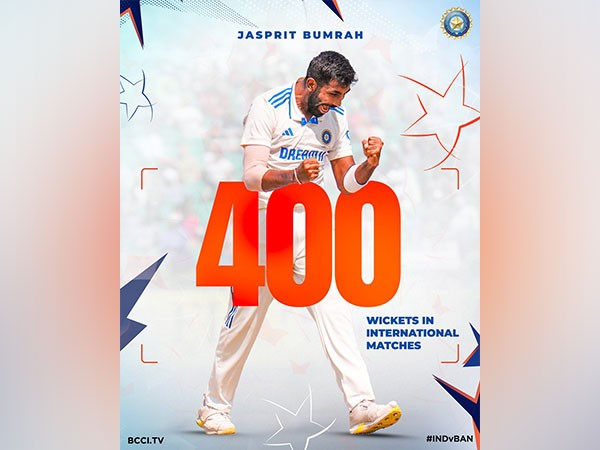 JASPRIT BUMRAH
DREAM11
400
WICKETS IN
INTERNATIONAL
MATCHES
BCCI.TV
#INDvBAN